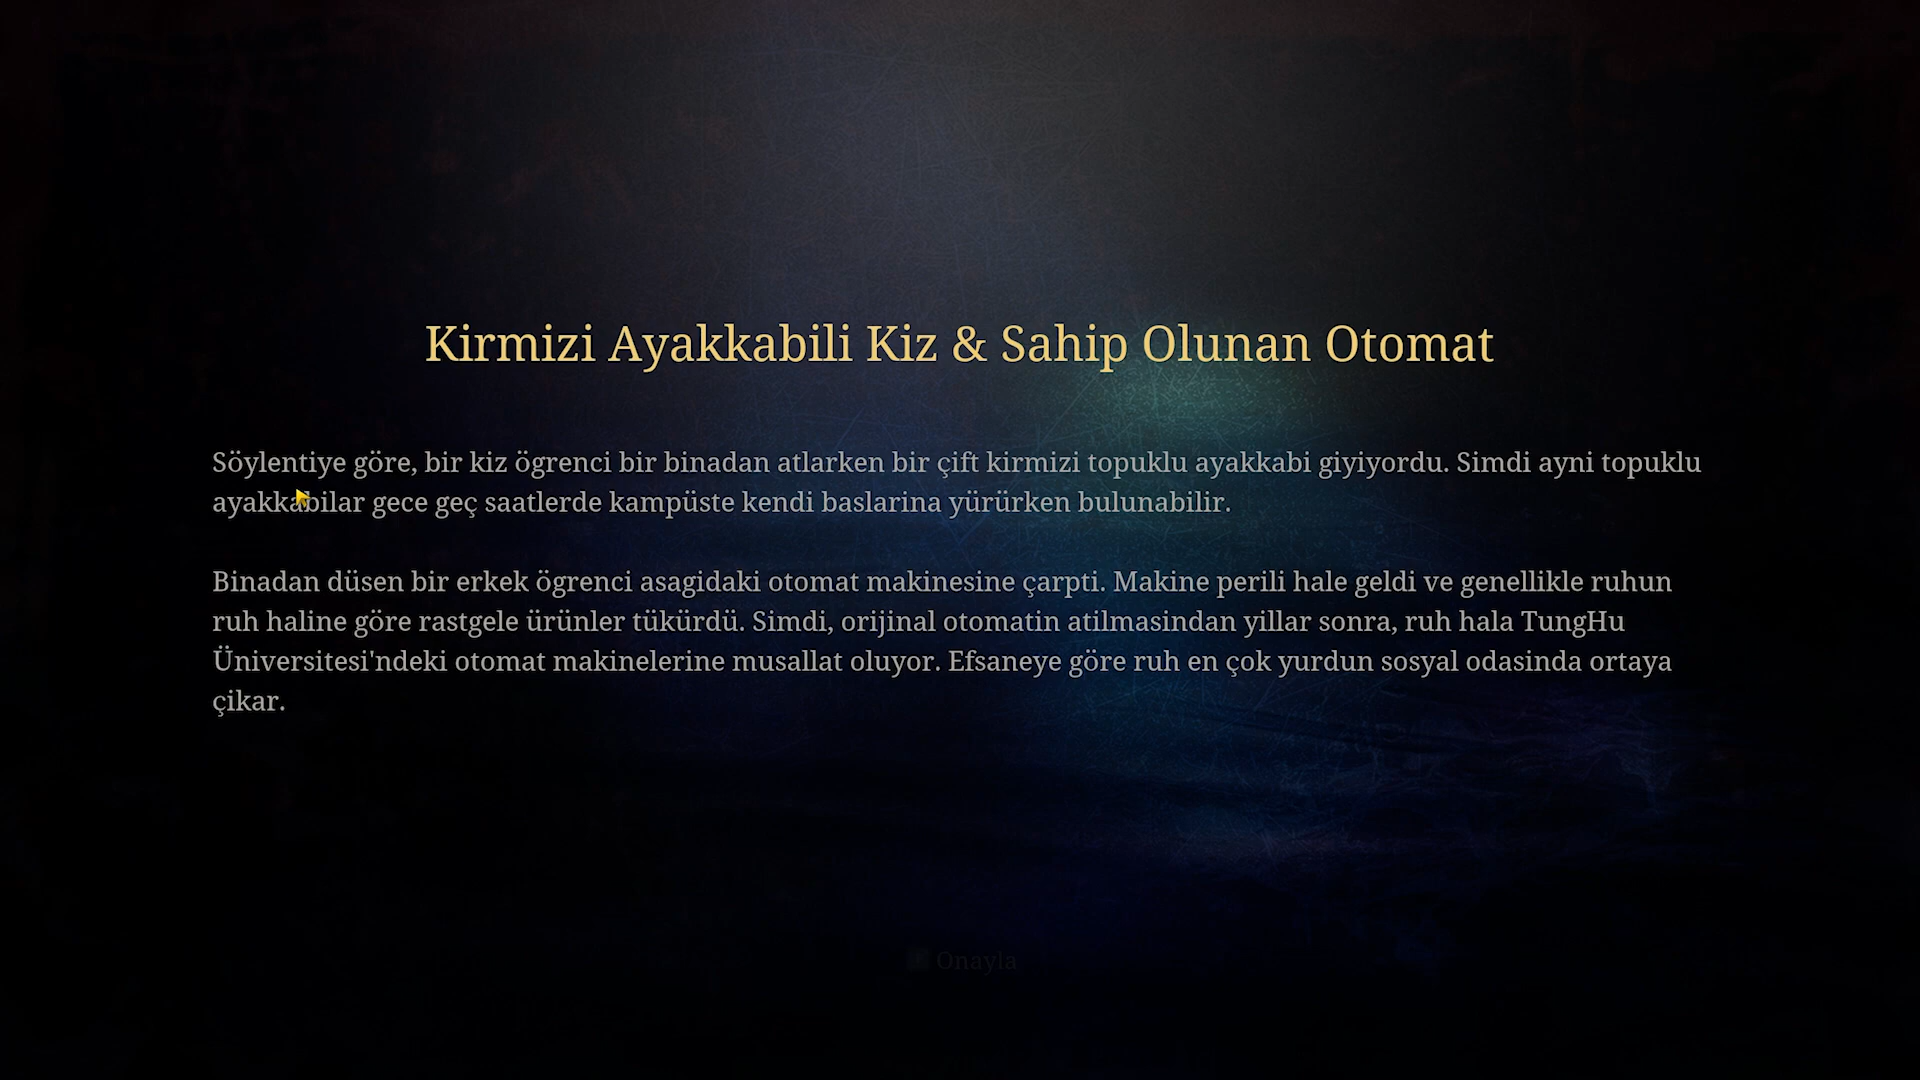 Kirmizi Ayakkabili Kiz & Sahip Olunan Otomat
Söylentiye göre, bir kiz ögrenci bir binadan atlarken bir çift kirmizi topuklu ayakkabi giyiyordu. Simdi ayni topuklu
ayakkabilar gece geç saatlerde kampüste kendi baslarina yürürken bulunabilir.
Binadan düsen bir erkek ögrenci asagidaki otomat makinesine çarpti. Makine perili hale geldi ve genellikle ruhun
ruh haline göre rastgele ürünler tükürdü. Simdi, orijinal otomatin atilmasindan yillar sonra, ruh hala TungHu
Üniversitesi'ndeki otomat makinelerine musallat oluyor. Efsaneye göre ruh en çok yurdun sosyal odasinda ortaya
çikar.
Onayla